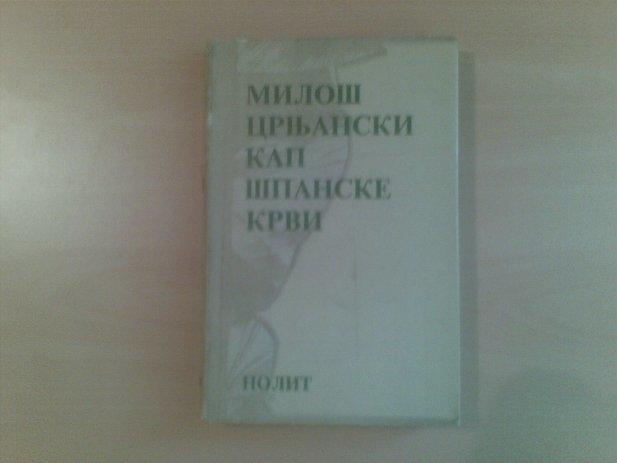 МИЛОШ
ЦРЊАНСКИ
КАП
ШПАНСКЕ
КРВИ
НОЛИТ